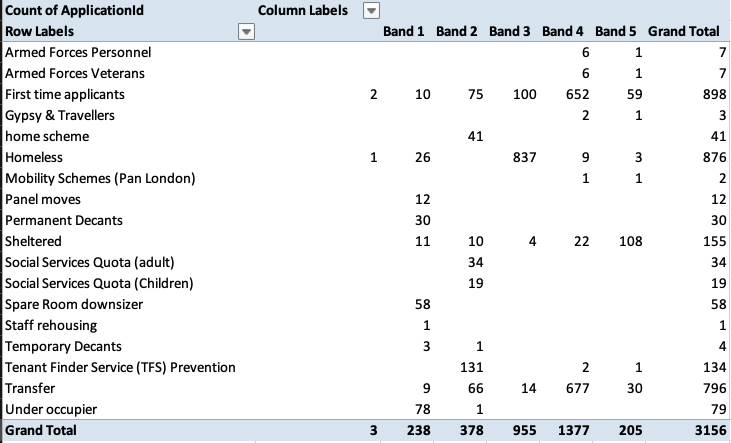 Count of ApplicationId Column Labels
Row Labels Band 1 Band 2 Band 3 Band 4 Band 5 Grand Total
Armed Forces Personnel 6 1 7
Armed Forces Veterans 6 1 7
First time applicants 2 10 75 100 652 59 898
Gypsy & Travellers 2 1 3
home scheme 41 41
Homeless 1 26 837 9 3 876
Mobility Schemes (Pan London) 1 1 2
Panel moves 12 12
Permanent Decants 30 30
Sheltered 11 10 4 22 108 155
Social Services Quota (adult) 34 34
Social Services Quota (Children) 19 19
Spare Room downsizer 58 58
Staff rehousing 1 1
Temporary Decants 3 1 4
Tenant Finder Service (TFS) Prevention 131 2 1 134
Transfer 9 66 14 677 30 796
Under occupier 78 1 79
Grand Total 3 238 378 955 1377 205 3156